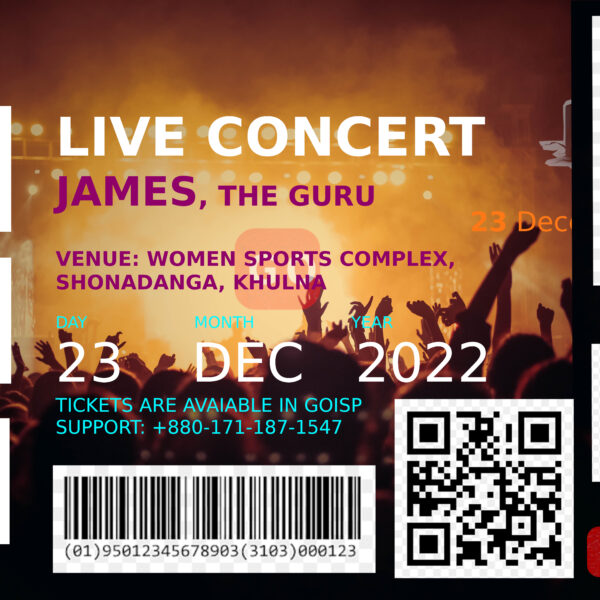 LIVE CONCERT
JAMES, THE GURU
23 Dec
VENUE: WOMEN SPORTS COMPLEX,
SHONADANGA, KHULNA
DAY MONTH YEAR
23 DEC 2022
TICKETS ARE AVAIABLE IN GOISP
SUPPORT: +880-171-187-1547
(01)95012345678903(3103)000123